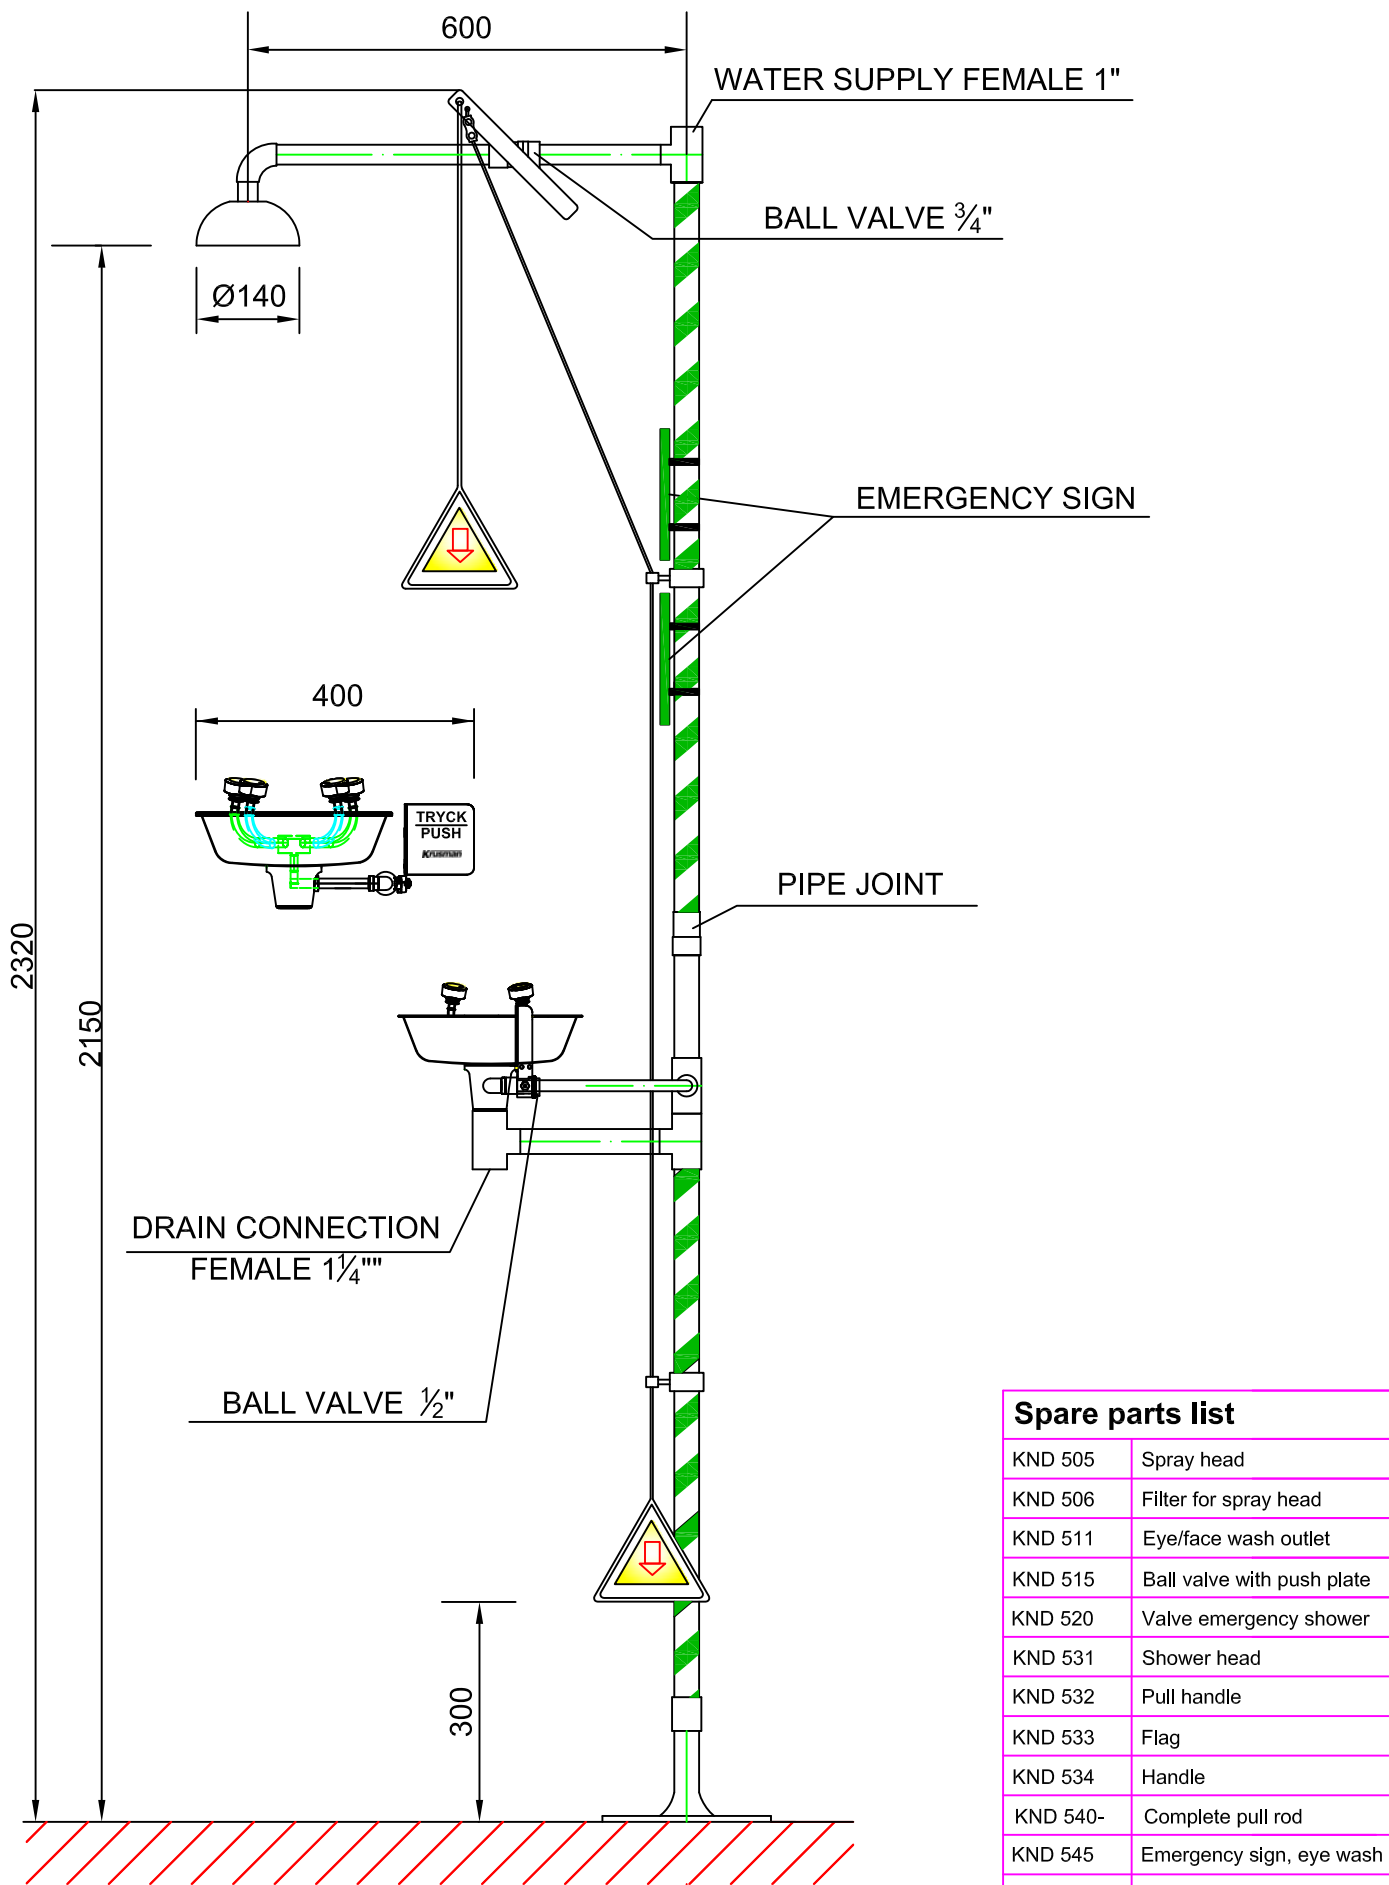 600
WATER SUPPLY FEMALE 1"
BALL VALVE ¾"
Ø140
EMERGENCY SIGN
400
TRYCK
PUSH
Krusman
PIPE JOINT
2320
2150
DRAIN CONNECTION
FEMALE 1¼""
BALL VALVE ½"
300
Spare parts list
KND 505 Spray head
KND 506 Filter for spray head
KND 511 Eye/face wash outlet
KND 515 Ball valve with push plate
KND 520 Valve emergency shower
KND 531 Shower head
KND 532 Pull handle
KND 533 Flag
KND 534 Handle
KND 540- Complete pull rod
KND 545 Emergency sign, eye wash